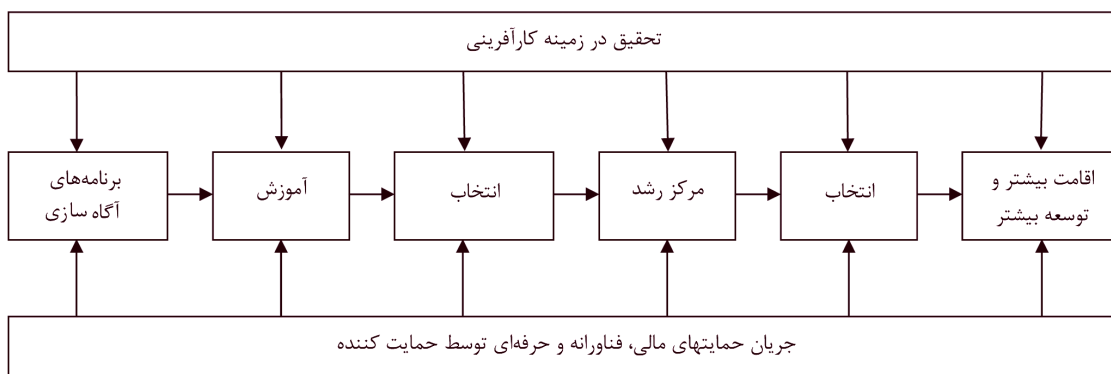 تحقیق در زمینه کارآفرینی
برنامه‌های
آگاه سازی
آموزش
انتخاب
مرکز رشد
انتخاب
اقامت بیشتر و
توسعه بیشتر
جریان حمایتهای مالی، فناورانه و حرفه‌ای توسط حمایت کننده